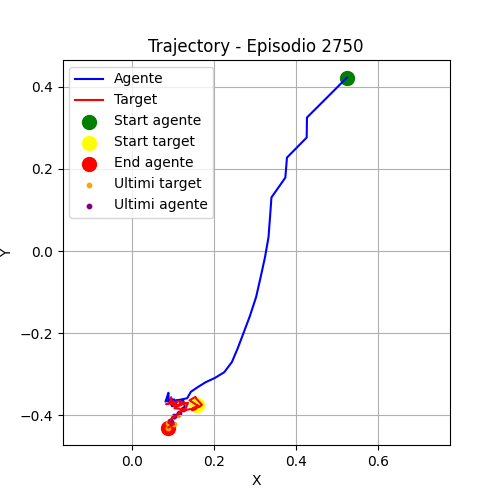 Trajectory - Episodio 2750
Agente
Target
Start agente
Start target
End agente
Ultimi target
Ultimi agente
0.4
0.2
0.0
−0.2
−0.4
Y
0.0
0.2
0.4
0.6
X